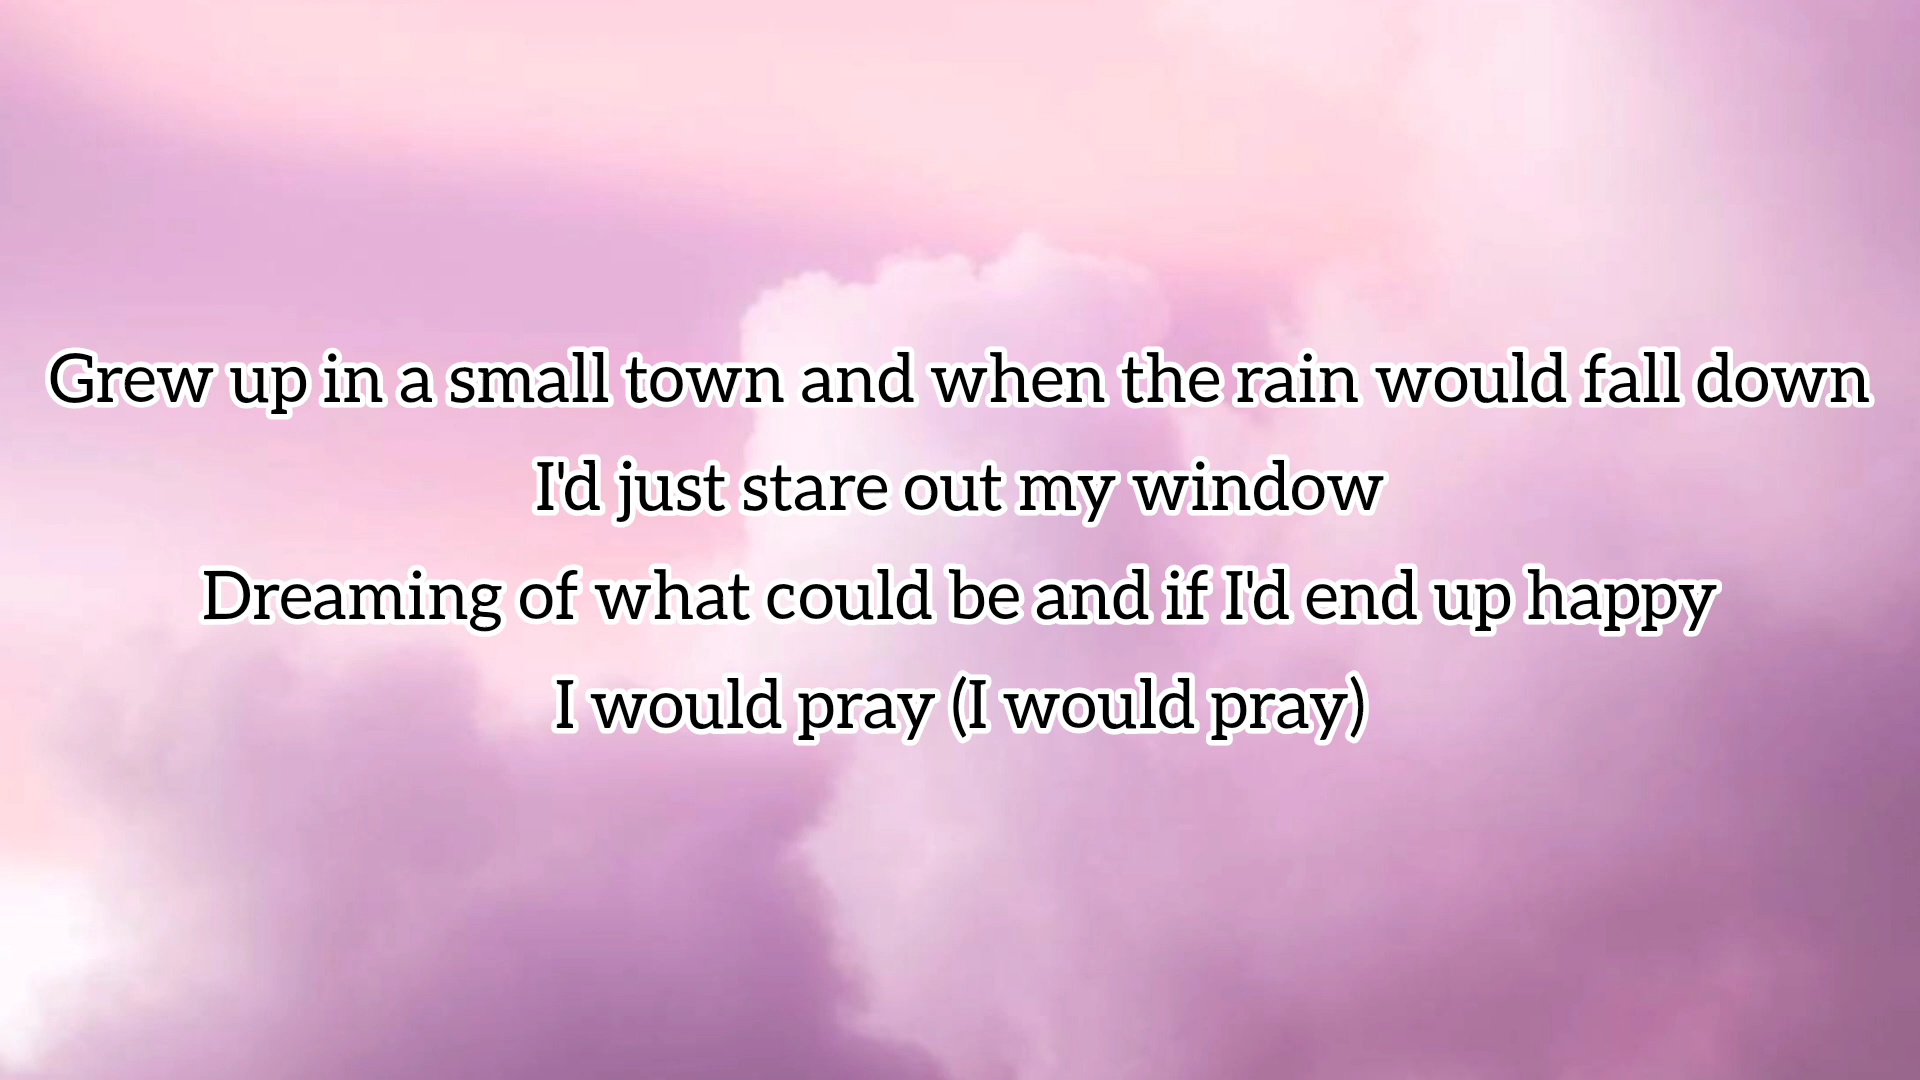 Grew up in a small town and when the rain would fall down
I'd just stare out my window
Dreaming of what could be and if I'd end up happy
I would pray (I would pray)